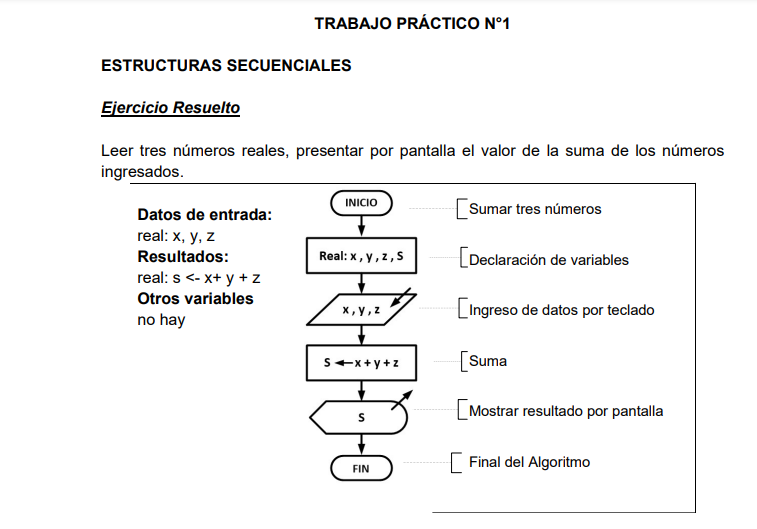 TRABAJO PRÁCTICO N°1
ESTRUCTURAS SECUENCIALES
Ejercicio Resuelto
Leer tres números reales, presentar por pantalla el valor de la suma de los números
ingresados.
Datos de entrada:
real: x, y, z
Resultados:
real: s <- x+ y + z
Otros variables
no hay
INICIO
Sumar tres números
Real: x , y , z , S
Declaración de variables
x , y , z
Ingreso de datos por teclado
S ← x + y + z
Suma
S
Mostrar resultado por pantalla
FIN
Final del Algoritmo